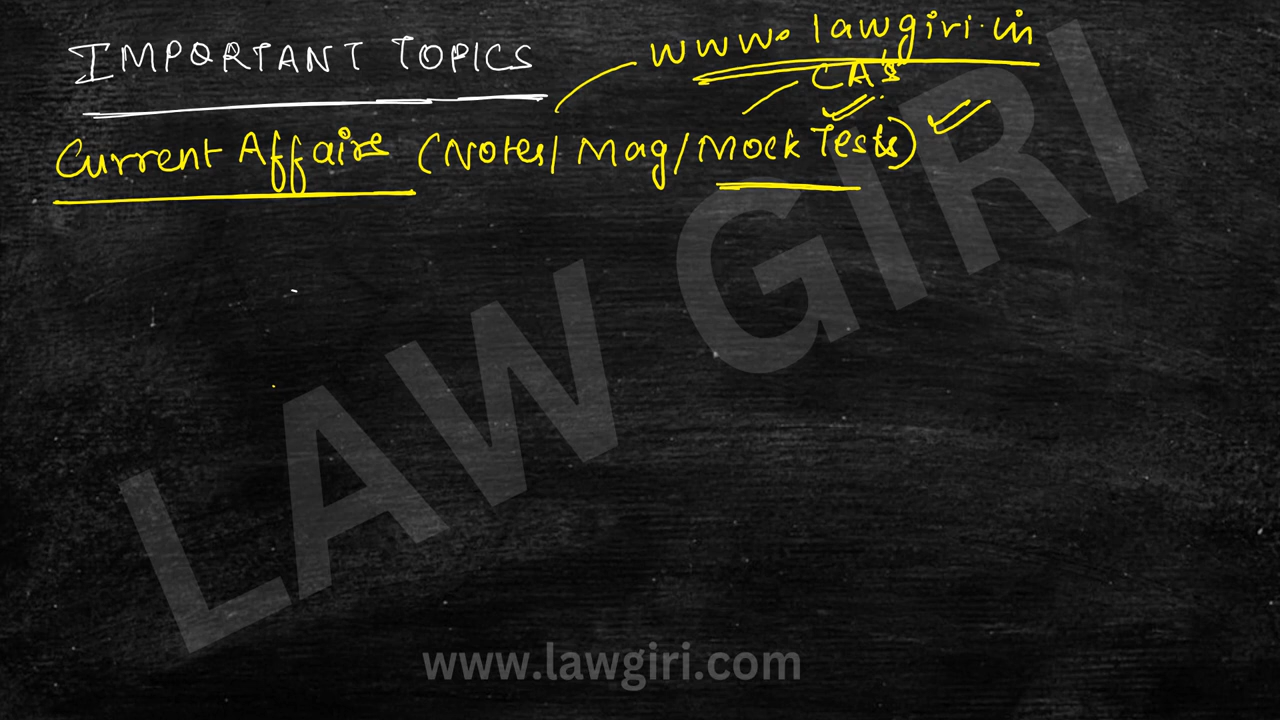 www.lawgiri.in
IMPORTANT TOPICS
CA's
Current Affairs (Notes/ Mag/Mock Tests)
LAW GIRI
www.lawgiri.com